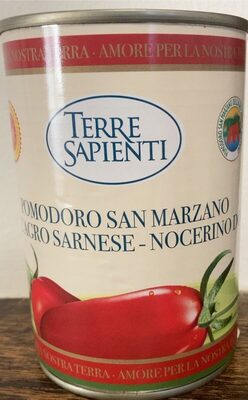 NOSTRA TERRA · AMORE PER LA NOSTRA
TERRE
SAPIENTI
POMODORO SAN MARZANO
AGRO SARNESE - NOCERINO D
NOSTRA TERRA · AMORE PER LA NOSTRA